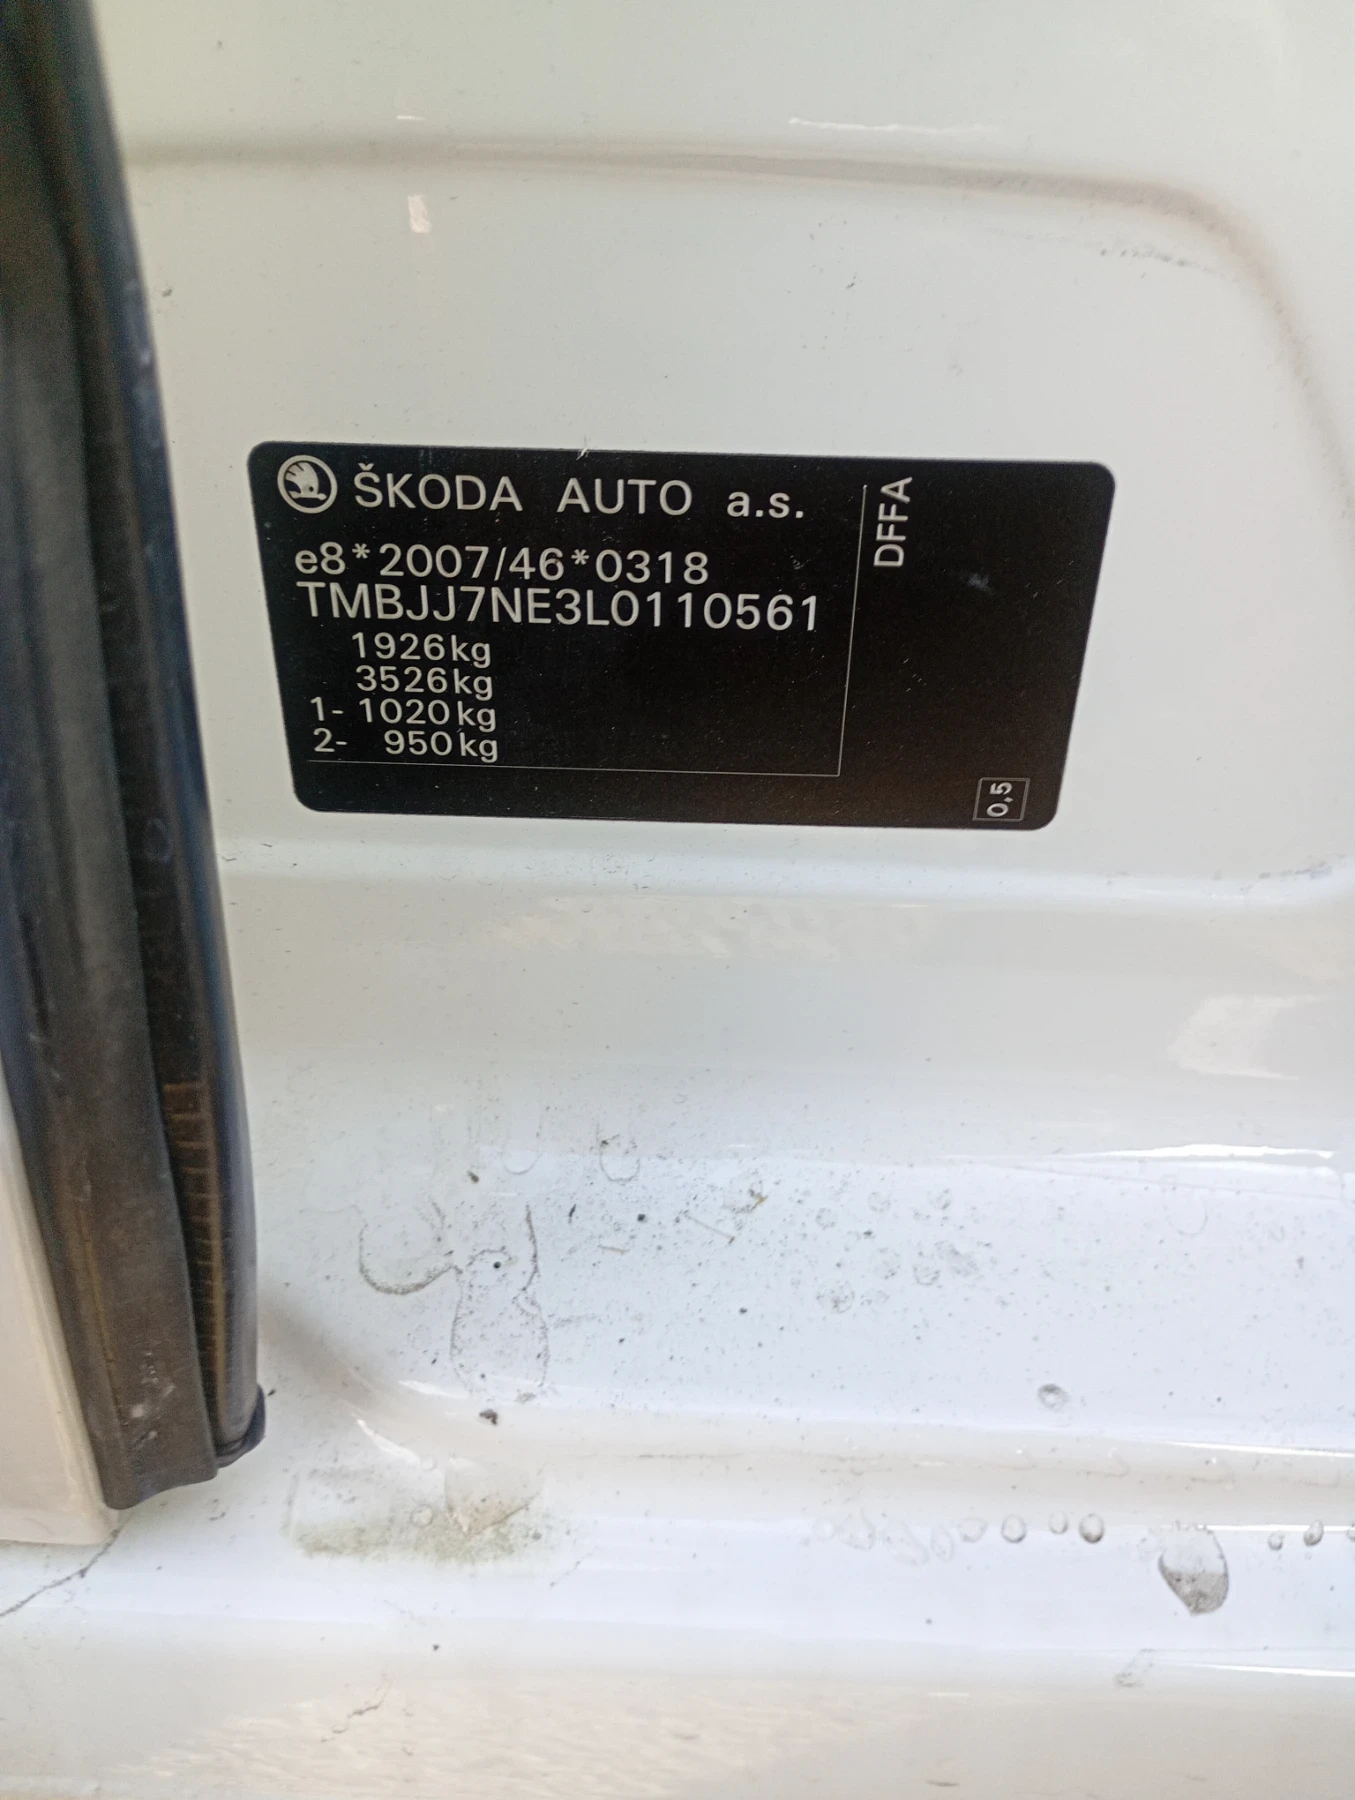 ŠKODA AUTO a.s.
e8*2007/46*0318
TMBJJ7NE3L0110561
1926kg
3526kg
1- 1020kg
2- 950kg
DFFA
0,5